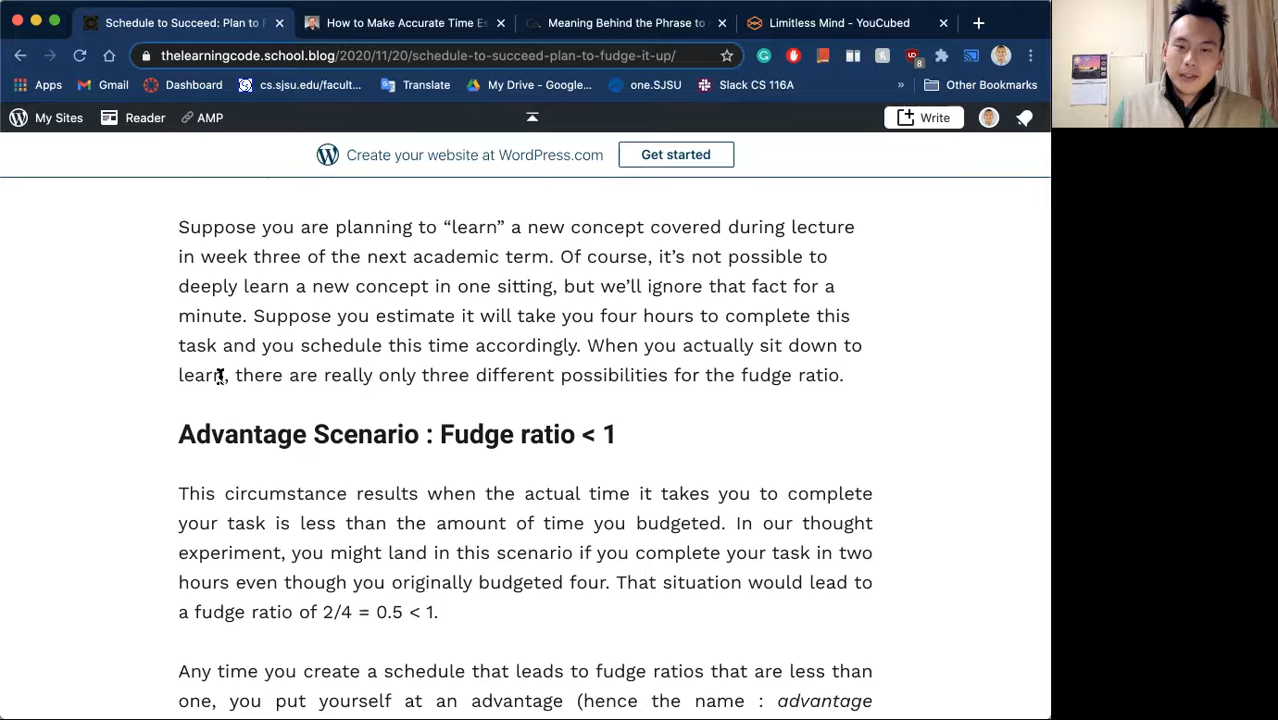 Schedule to Succeed: Plan to F
How to Make Accurate Time Es
Meaning Behind the Phrase to
Limitless Mind - YouCubed
thelearningcode.school.blog/2020/11/20/schedule-to-succeed-plan-to-fudge-it-up/
8
Apps Gmail Dashboard cs.sjsu.edu/facult... Translate My Drive - Google... one.SJSU Slack CS 116A » Other Bookmarks
My Sites Reader AMP Write
Create your website at WordPress.com Get started
Suppose you are planning to “learn” a new concept covered during lecture
in week three of the next academic term. Of course, it’s not possible to
deeply learn a new concept in one sitting, but we’ll ignore that fact for a
minute. Suppose you estimate it will take you four hours to complete this
task and you schedule this time accordingly. When you actually sit down to
learn, there are really only three different possibilities for the fudge ratio.
Advantage Scenario : Fudge ratio < 1
This circumstance results when the actual time it takes you to complete
your task is less than the amount of time you budgeted. In our thought
experiment, you might land in this scenario if you complete your task in two
hours even though you originally budgeted four. That situation would lead to
a fudge ratio of 2/4 = 0.5 < 1.
Any time you create a schedule that leads to fudge ratios that are less than
one, you put yourself at an advantage (hence the name : advantage